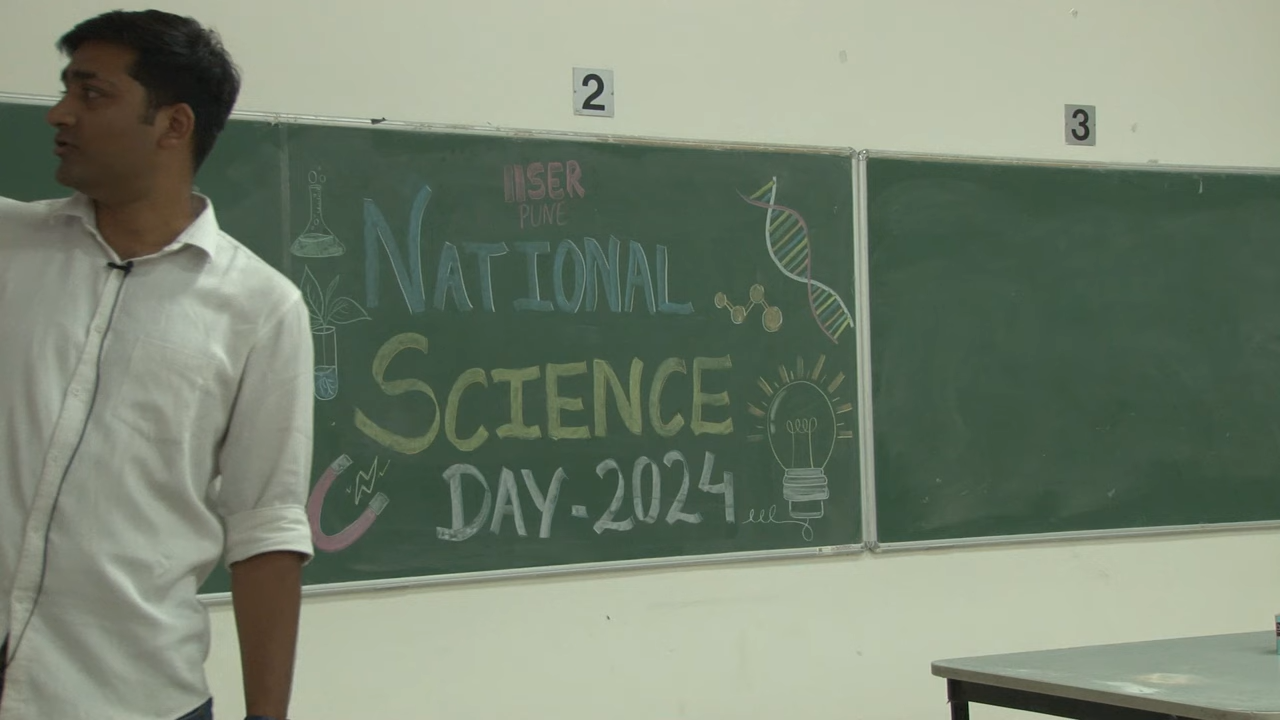 2
3
IISER
PUNE
NATIONAL
SCIENCE
DAY-2024